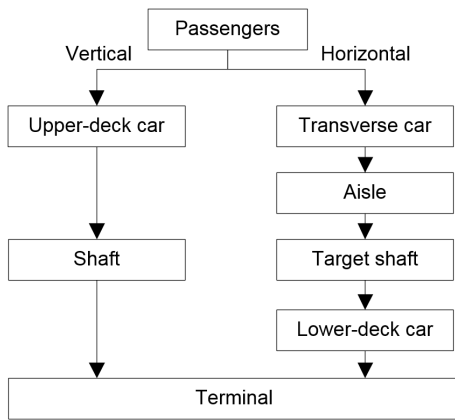 Passengers
Vertical
Horizontal
Upper-deck car
Transverse car
Aisle
Shaft
Target shaft
Lower-deck car
Terminal